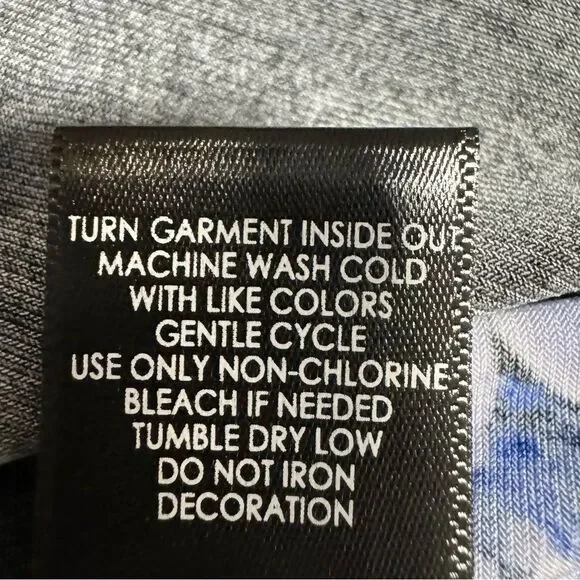 TURN GARMENT INSIDE OUT
MACHINE WASH COLD
WITH LIKE COLORS
GENTLE CYCLE
USE ONLY NON-CHLORINE
BLEACH IF NEEDED
TUMBLE DRY LOW
DO NOT IRON
DECORATION